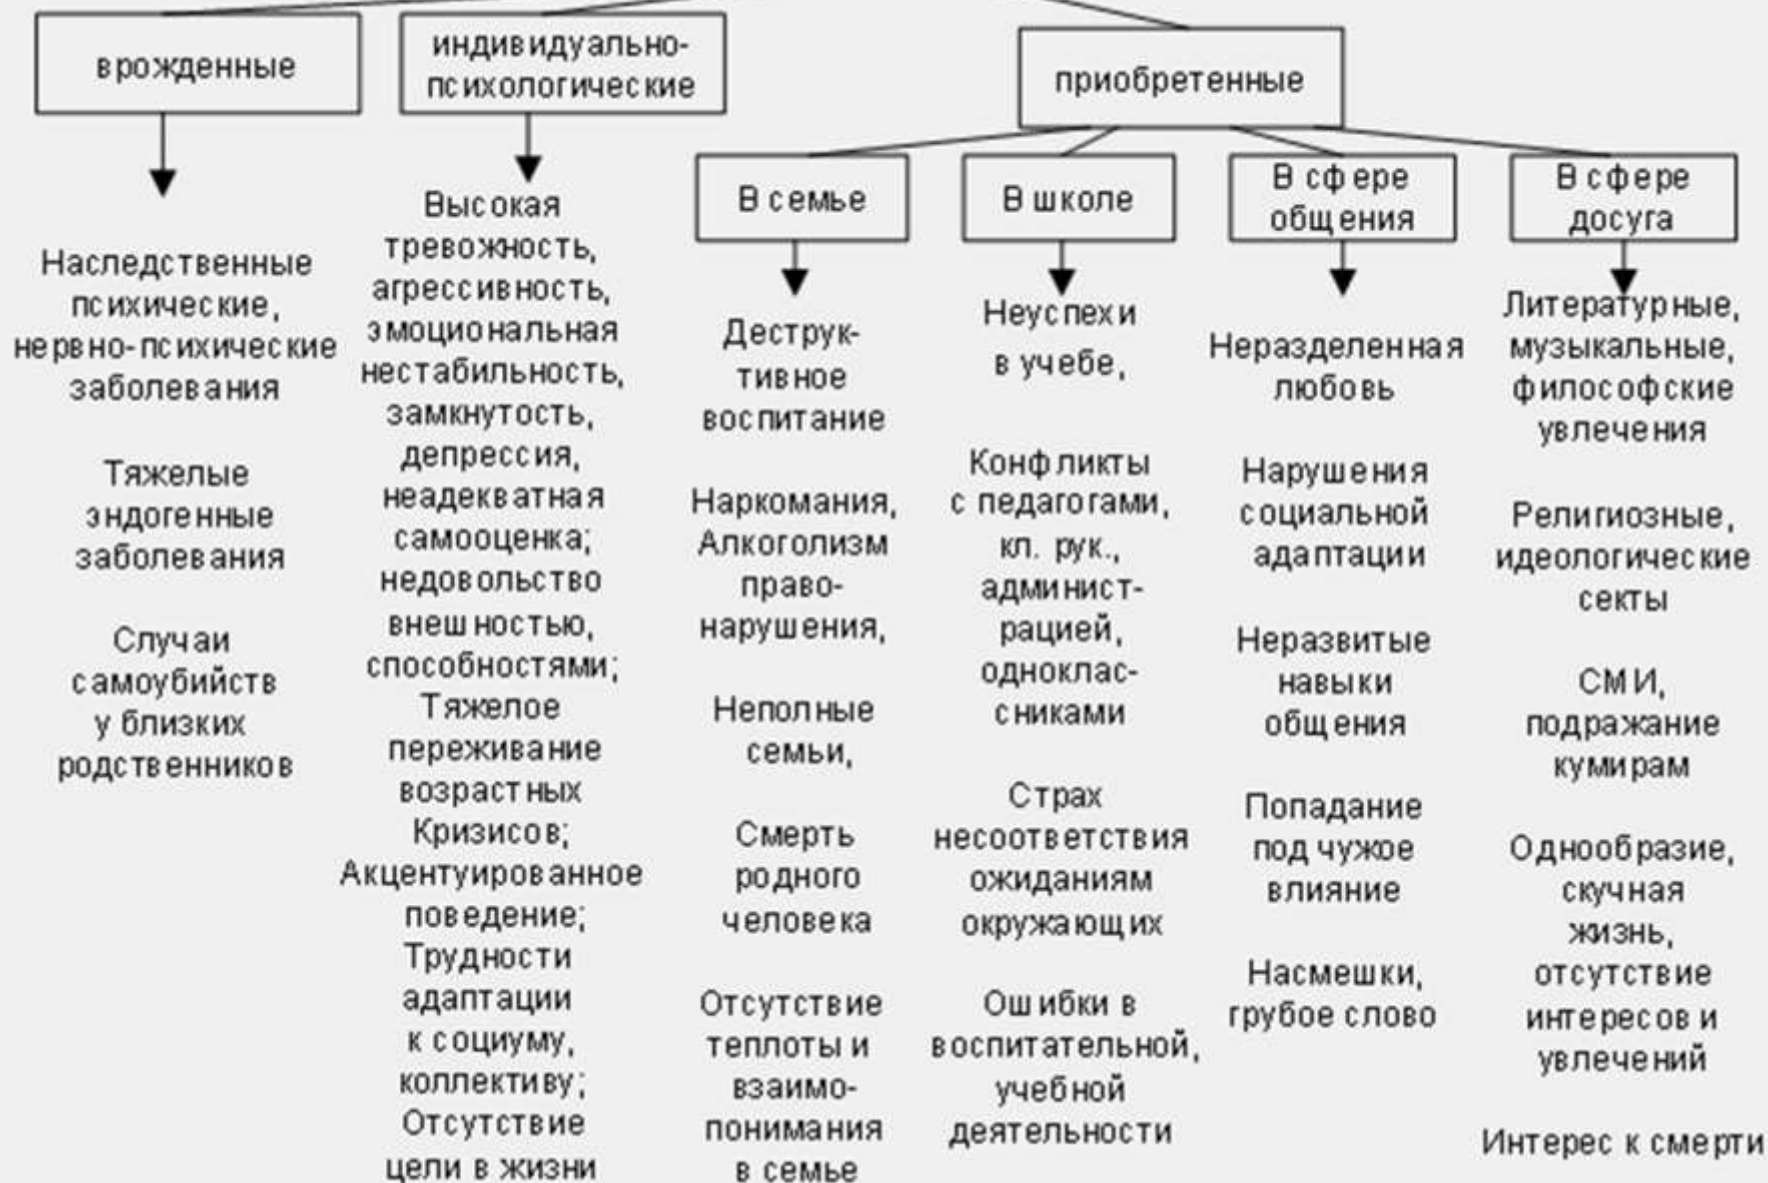 врожденные
индивидуально-
психологические
приобретенные
В семье
В школе
В сфере
общения
В сфере
досуга
Наследственные
психические,
нервно-психические
заболевания
Тяжелые
эндогенные
заболевания
Случаи
самоубийств
у близких
родственников
Высокая
тревожность,
агрессивность,
эмоциональная
нестабильность,
замкнутость,
депрессия,
неадекватная
самооценка;
недовольство
внешностью,
способностями;
Тяжелое
переживание
возрастных
Кризисов;
Акцентуированное
поведение;
Трудности
адаптации
к социуму,
коллективу;
Отсутствие
цели в жизни
Деструк-
тивное
воспитание
Наркомания,
Алкоголизм
право-
нарушения,
Неполные
семьи,
Смерть
родного
человека
Отсутствие
теплоты и
взаимо-
понимания
в семье
Неуспехи
в учебе,
Конфликты
с педагогами,
кл. рук.,
админист-
рацией,
одноклас-
сниками
Страх
несоответствия
ожиданиям
окружающих
Ошибки в
воспитательной,
учебной
деятельности
Неразделенная
любовь
Нарушения
социальной
адаптации
Неразвитые
навыки
общения
Попадание
под чужое
влияние
Насмешки,
грубое слово
Литературные,
музыкальные,
философские
увлечения
Религиозные,
идеологические
секты
СМИ,
подражание
кумирам
Однообразие,
скучная
жизнь,
отсутствие
интересов и
увлечений
Интерес к смерти